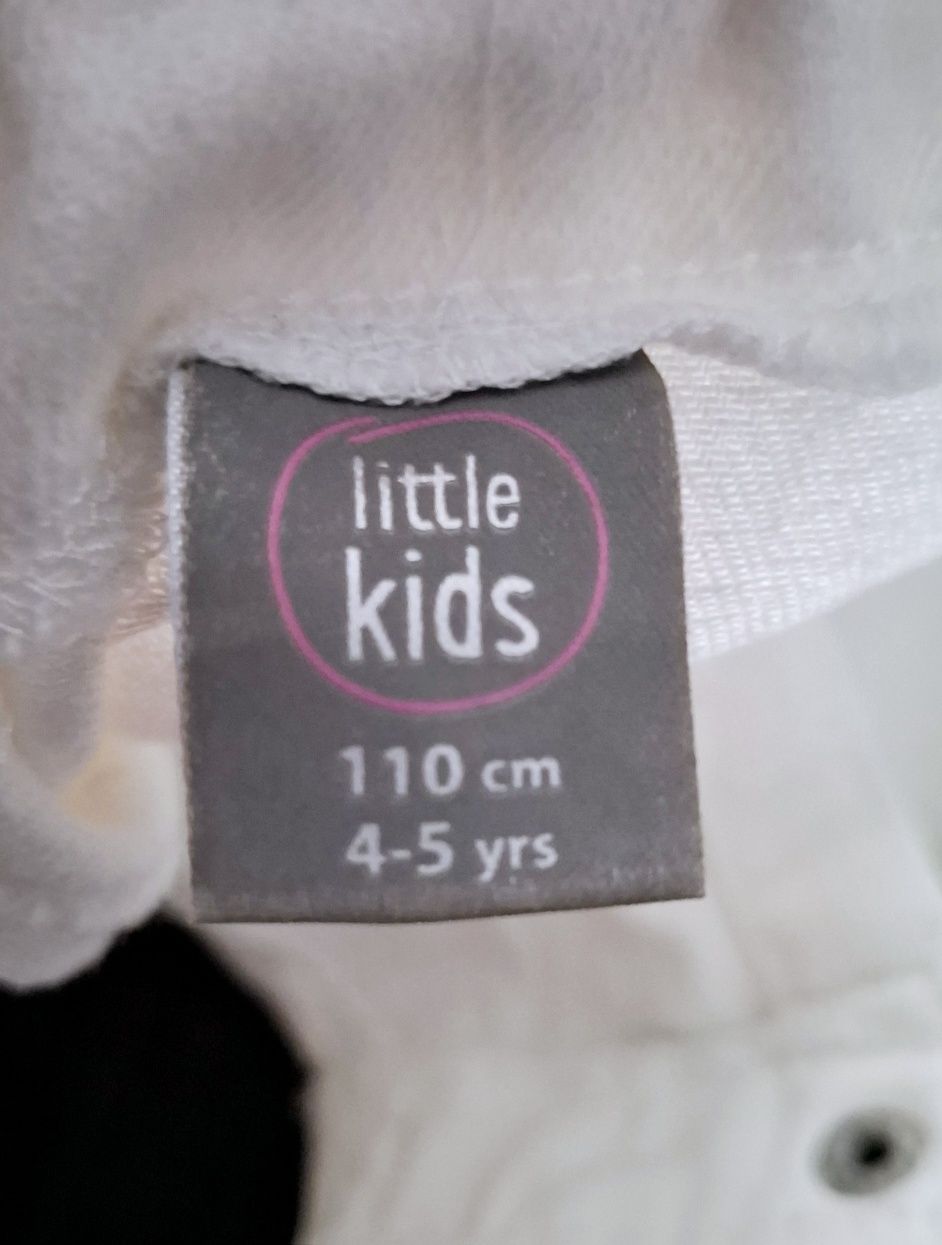 little
kids
110 cm
4-5 yrs